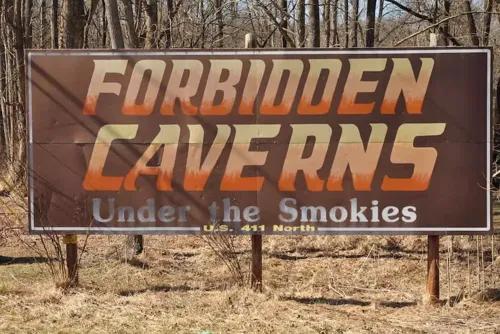 FORBIDDEN
CAVERNS
Under the Smokies
U.S. 411 North